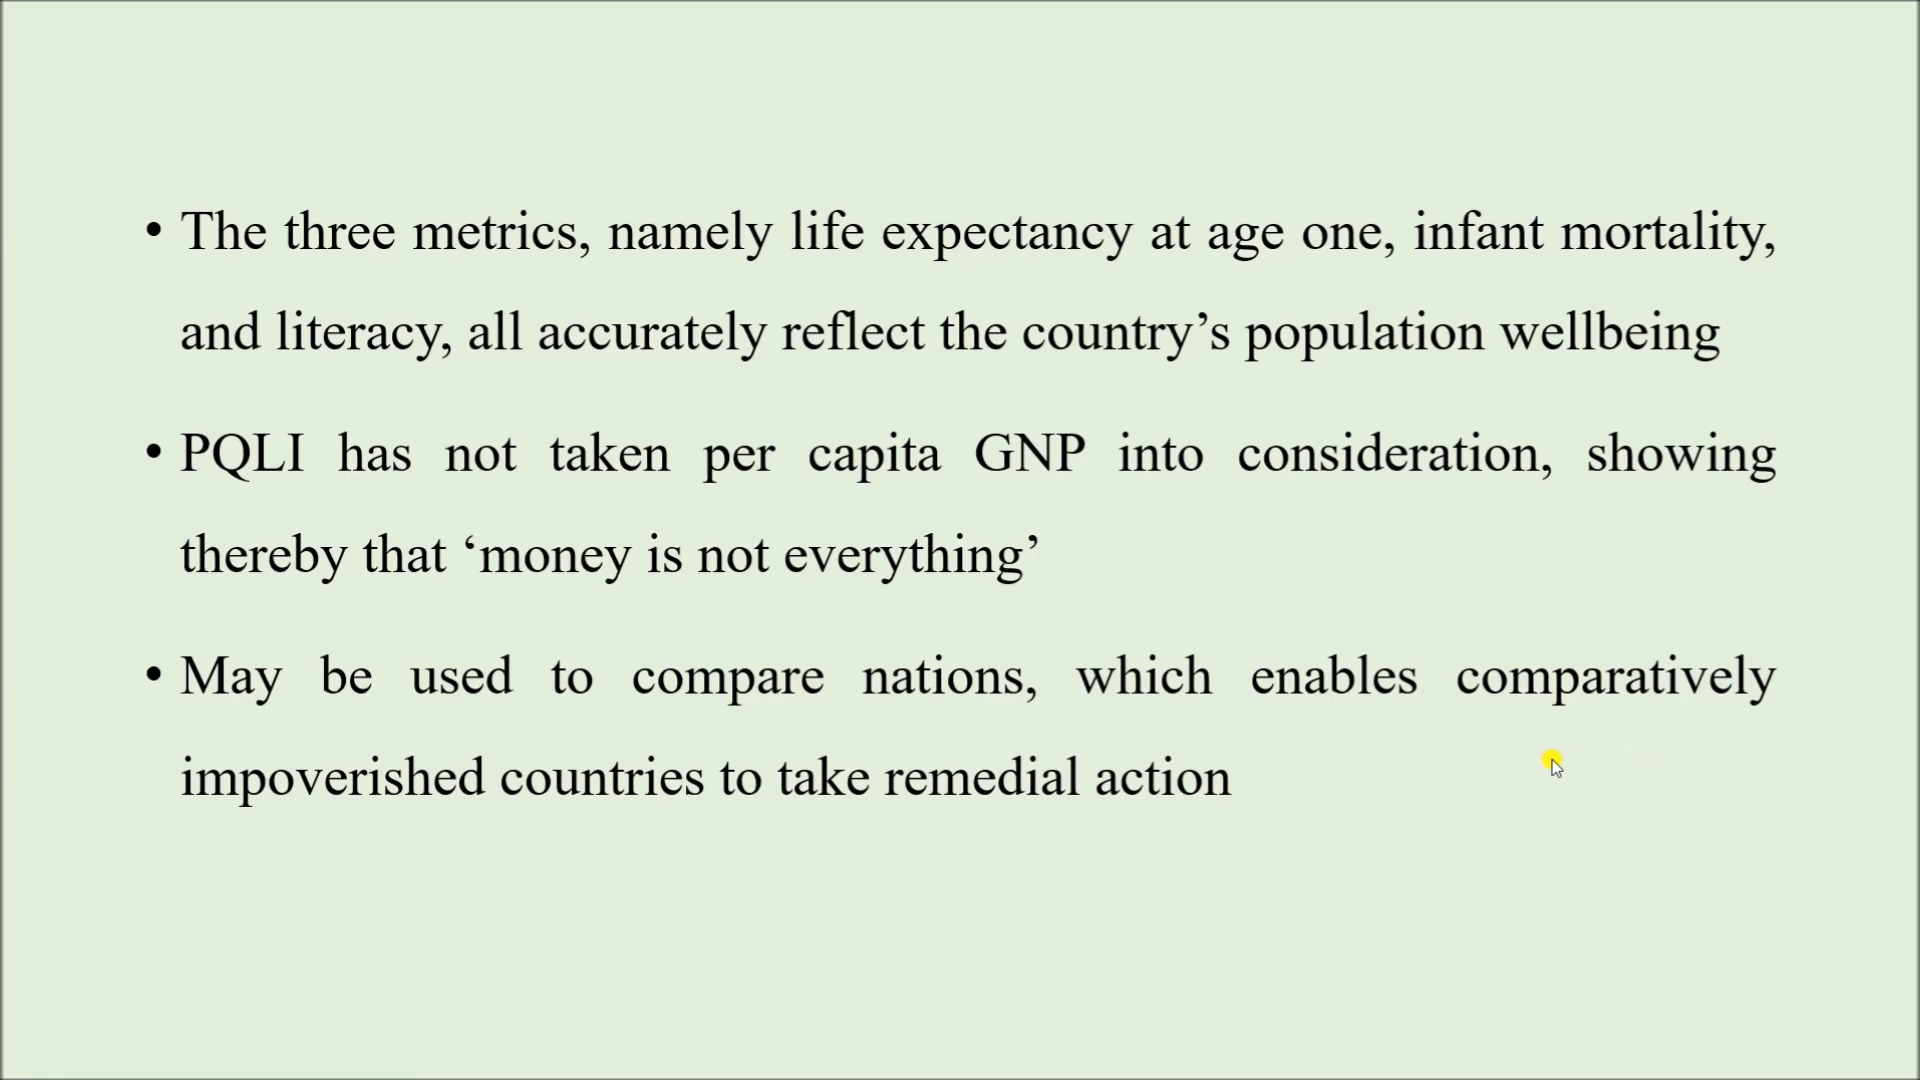 • The three metrics, namely life expectancy at age one, infant mortality,
and literacy, all accurately reflect the country’s population wellbeing
• PQLI has not taken per capita GNP into consideration, showing
thereby that ‘money is not everything’
• May be used to compare nations, which enables comparatively
impoverished countries to take remedial action